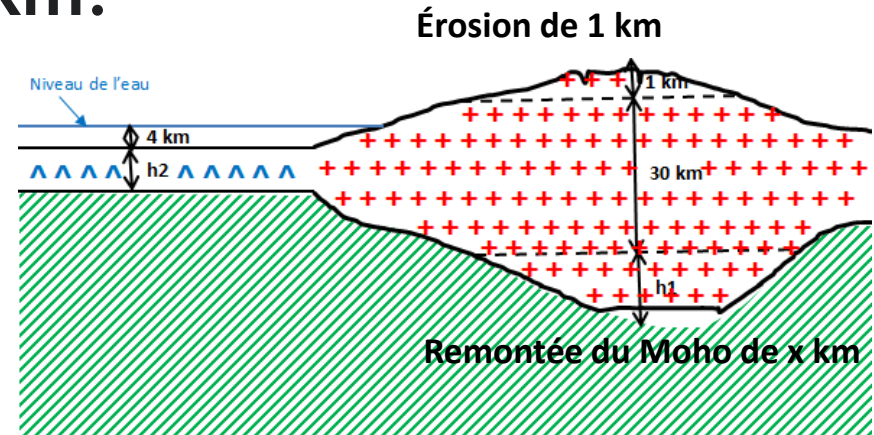 km.
Érosion de 1 km
Niveau de l'eau
1 km
4 km
h2
30 km
h1
Remontée du Moho de x km